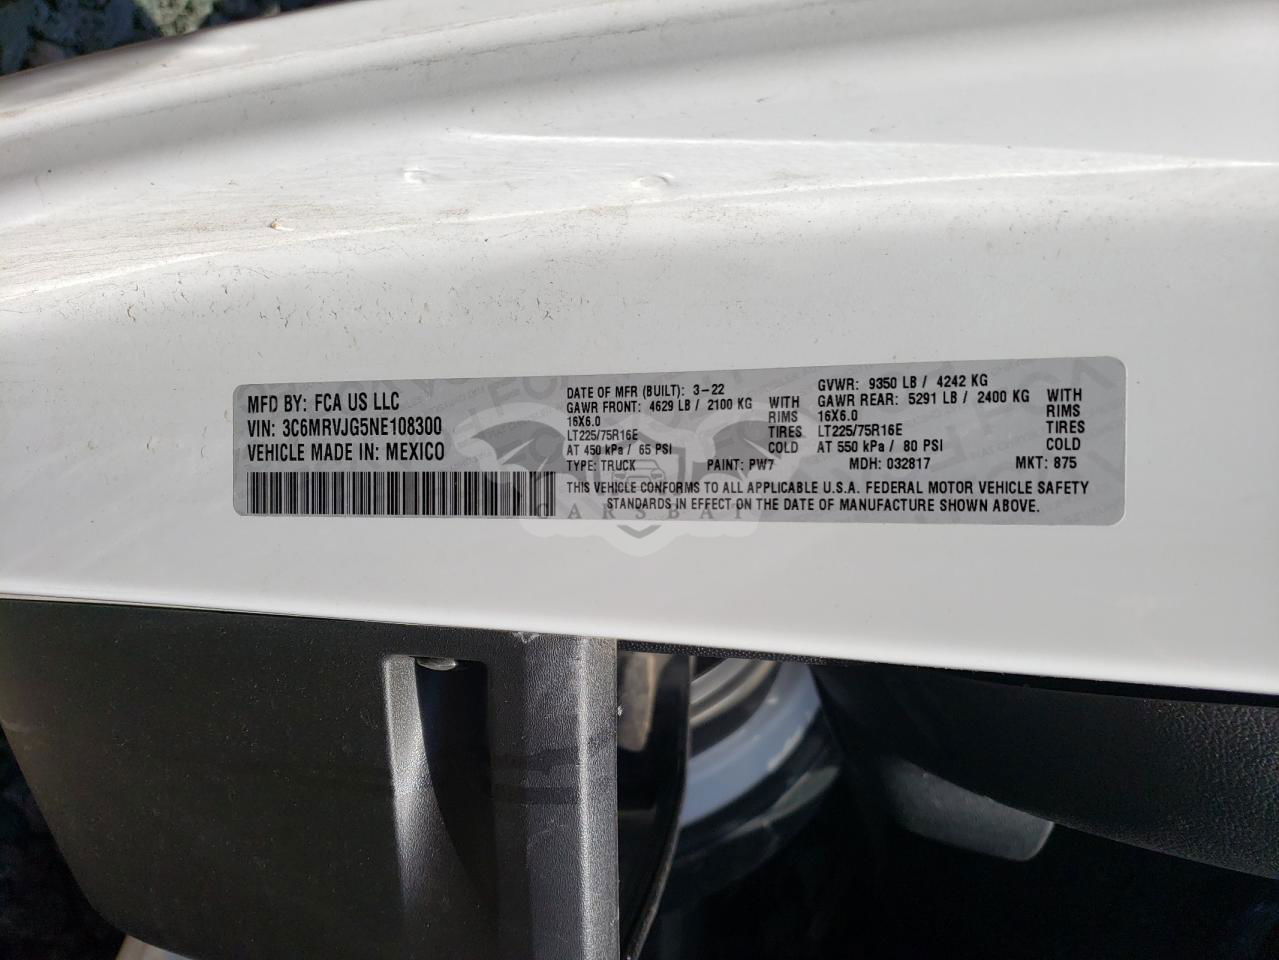 MFD BY: FCA US LLC
VIN: 3C6MRVJG5NE108300
VEHICLE MADE IN: MEXICO
DATE OF MFR (BUILT): 3-22
GAWR FRONT: 4629 LB / 2100 KG WITH
16X6.0 RIMS
LT225/75R16E TIRES
AT 450 kPa / 65 PSI COLD
GVWR: 9350 LB / 4242 KG
GAWR REAR: 5291 LB / 2400 KG WITH
16X6.0 RIMS
LT225/75R16E TIRES
AT 550 kPa / 80 PSI COLD
TYPE: TRUCK PAINT: PW7 MDH: 032817 MKT: 875
THIS VEHICLE CONFORMS TO ALL APPLICABLE U.S.A. FEDERAL MOTOR VEHICLE SAFETY
STANDARDS IN EFFECT ON THE DATE OF MANUFACTURE SHOWN ABOVE.
CARSBAT